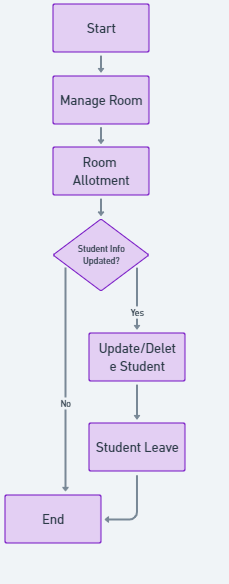 Start
Manage Room
Room
Allotment
Student Info
Updated?
Yes
Update/Delet
e Student
No
Student Leave
End